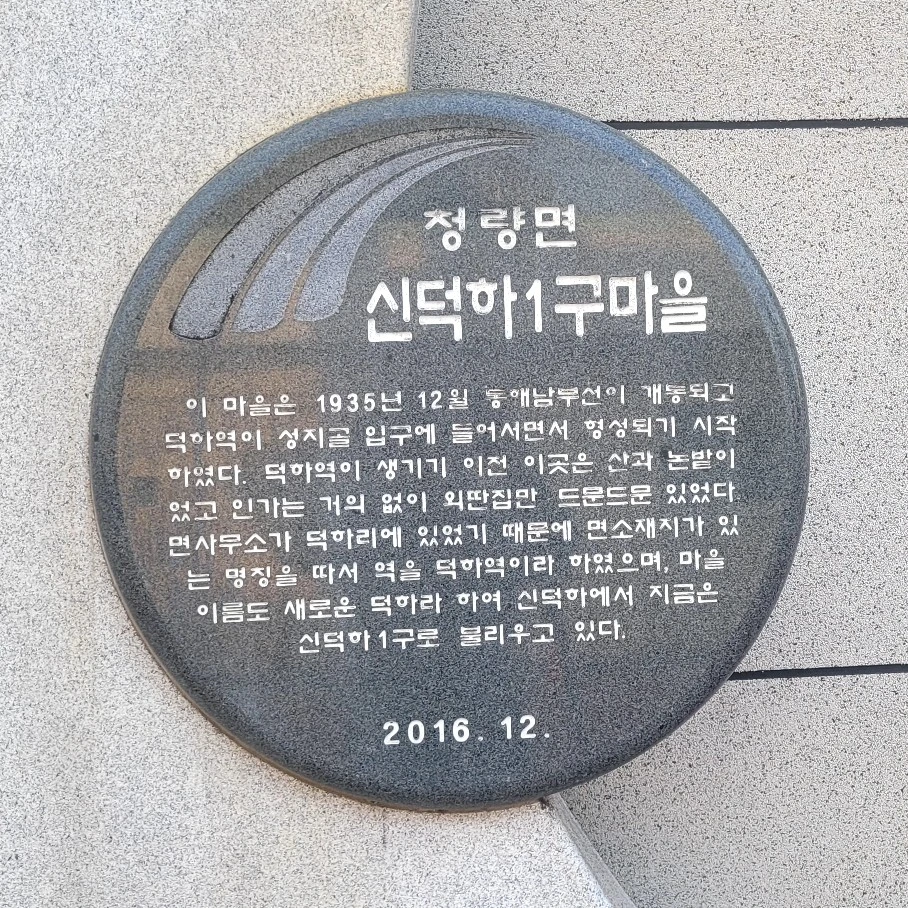 청량면
신덕하1구마을
이 마을은 1935년 12월 동해남부선이 개통되고
덕하역이 성지골 입구에 들어서면서 형성되기 시작
하였다. 덕하역이 생기기 이전 이곳은 산과 논밭이
었고 인가는 거의 없이 외딴집만 드문드문 있었다
면사무소가 덕하리에 있었기 때문에 면소재지가 있
는 명칭을 따서 역을 덕하역이라 하였으며, 마을
이름도 새로운 덕하라 하여 신덕하에서 지금은
신덕하1구로 불리우고 있다.
2016. 12.